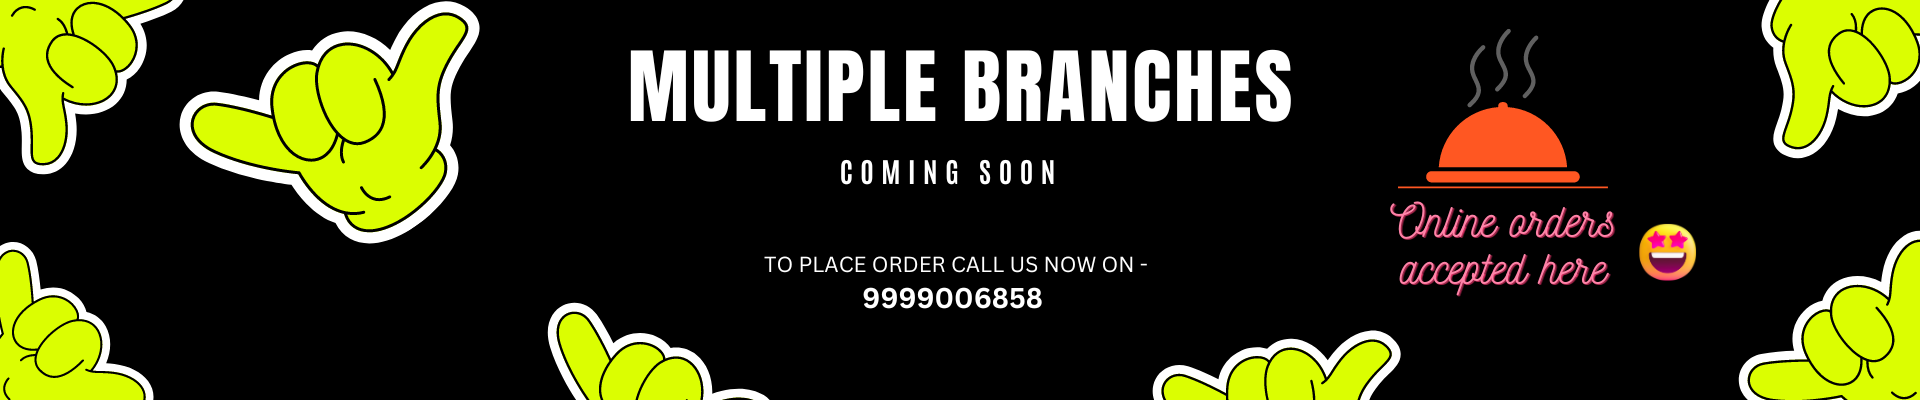 MULTIPLE BRANCHES
COMING SOON
TO PLACE ORDER CALL US NOW ON -
9999006858
Online orders
accepted here